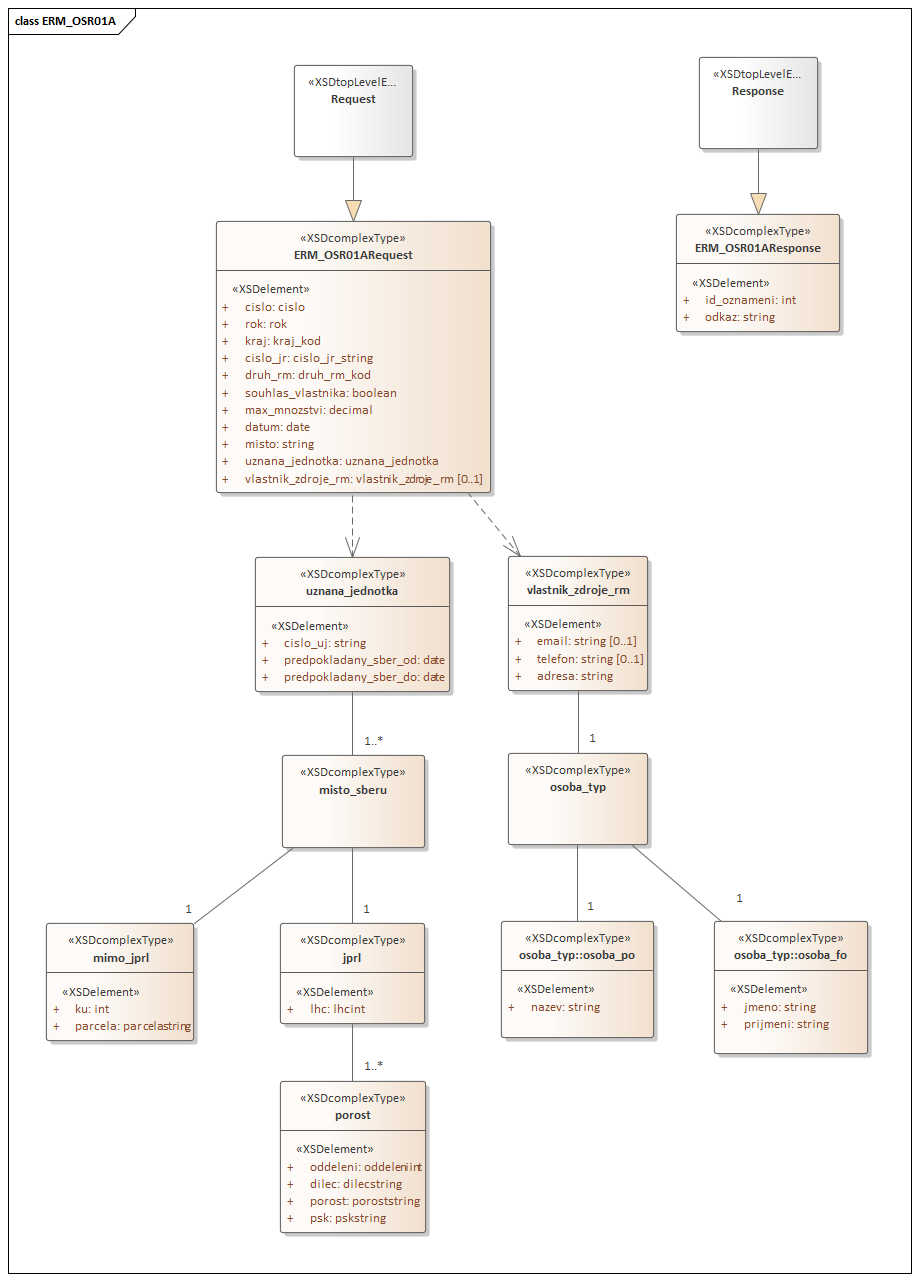 class ERM_OSR01A
«XSDtopLevelE...
Request
«XSDtopLevelE...
Response
«XSDcomplexType»
ERM_OSR01ARequest
«XSDelement»
+ cislo: cislo
+ rok: rok
+ kraj: kraj_kod
+ cislo_jr: cislo_jr_string
+ druh_rm: druh_rm_kod
+ souhlas_vlastnika: boolean
+ max_mnozstvi: decimal
+ datum: date
+ misto: string
+ uznana_jednotka: uznana_jednotka
+ vlastnik_zdroje_rm: vlastnik_zdroje_rm [0..1]
«XSDcomplexType»
ERM_OSR01AResponse
«XSDelement»
+ id_oznameni: int
+ odkaz: string
«XSDcomplexType»
uznana_jednotka
«XSDelement»
+ cislo_uj: string
+ predpokladany_sber_od: date
+ predpokladany_sber_do: date
«XSDcomplexType»
vlastnik_zdroje_rm
«XSDelement»
+ email: string [0..1]
+ telefon: string [0..1]
+ adresa: string
1..*
1
«XSDcomplexType»
misto_sberu
«XSDcomplexType»
osoba_typ
1
1
1
1
«XSDcomplexType»
mimo_jprl
«XSDelement»
+ ku: int
+ parcela: parcelastring
«XSDcomplexType»
jprl
«XSDelement»
+ lhc: lhcint
«XSDcomplexType»
osoba_typ::osoba_po
«XSDelement»
+ nazev: string
«XSDcomplexType»
osoba_typ::osoba_fo
«XSDelement»
+ jmeno: string
+ prijmeni: string
1..*
«XSDcomplexType»
porost
«XSDelement»
+ oddeleni: oddeleniint
+ dilec: dilecstring
+ porost: poroststring
+ psk: pskstring